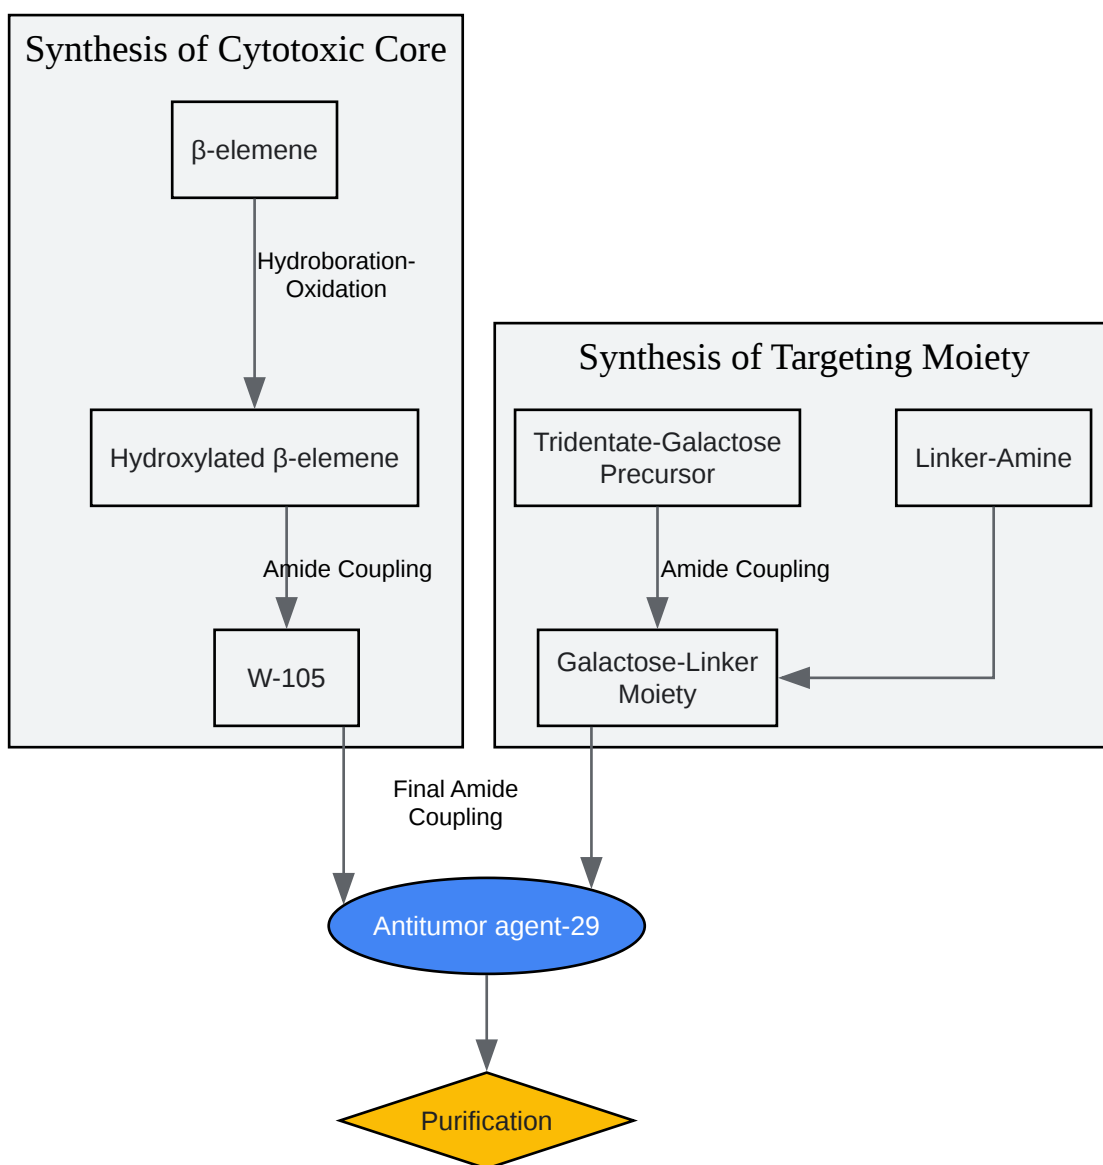 Synthesis of Cytotoxic Core
β-elemene
Hydroboration-
Oxidation
Hydroxylated β-elemene
Amide Coupling
W-105
Synthesis of Targeting Moiety
Tridentate-Galactose
Precursor
Linker-Amine
Amide Coupling
Galactose-Linker
Moiety
Final Amide
Coupling
Antitumor agent-29
Purification